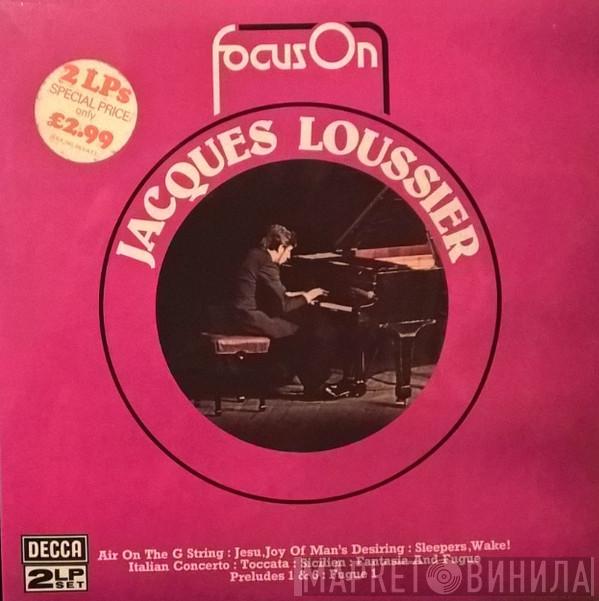 focusOn
2 LPs
SPECIAL PRICE
only
£2.99
JACQUES LOUSSIER
DECCA
2LP
SET
Air On The G String : Jesu,Joy Of Man's Desiring : Sleepers,Wake!
Italian Concerto : Toccata : Sicilien : Fantasia And Fugue
Preludes 1 & 6 : Fugue 1
МАРКЕТ ВИНИЛА